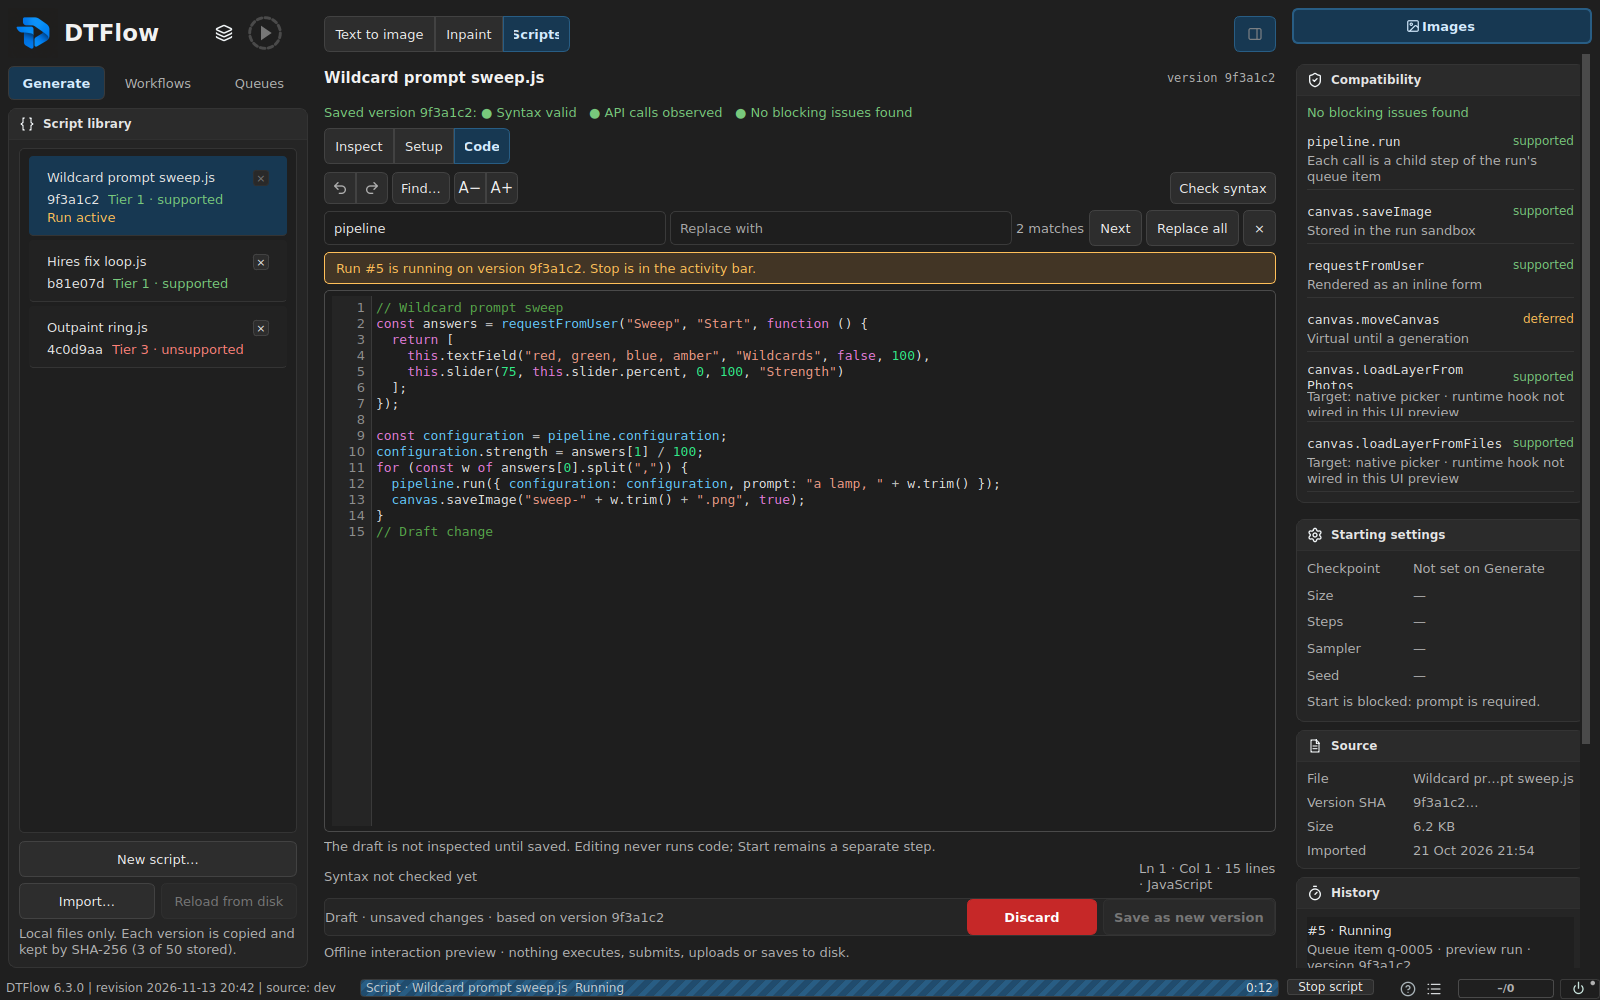 DTFlow
Generate
Workflows
Queues
Script library
Wildcard prompt sweep.js
9f3a1c2 Tier 1 · supported
Run active
Hires fix loop.js
b81e07d Tier 1 · supported
Outpaint ring.js
4c0d9aa Tier 3 · unsupported
New script...
Import...
Reload from disk
Local files only. Each version is copied and
kept by SHA-256 (3 of 50 stored).
Text to image
Inpaint
Scripts
Wildcard prompt sweep.js
version 9f3a1c2
Saved version 9f3a1c2: ● Syntax valid ● API calls observed ● No blocking issues found
Inspect
Setup
Code
Find...
A−
A+
Check syntax
pipeline
Replace with
2 matches
Next
Replace all
×
Run #5 is running on version 9f3a1c2. Stop is in the activity bar.
1 // Wildcard prompt sweep
2 const answers = requestFromUser("Sweep", "Start", function () {
3   return [
4     this.textField("red, green, blue, amber", "Wildcards", false, 100),
5     this.slider(75, this.slider.percent, 0, 100, "Strength")
6   ];
7 });
8
9 const configuration = pipeline.configuration;
10 configuration.strength = answers[1] / 100;
11 for (const w of answers[0].split(",")) {
12   pipeline.run({ configuration: configuration, prompt: "a lamp, " + w.trim() });
13   canvas.saveImage("sweep-" + w.trim() + ".png", true);
14 }
15 // Draft change
The draft is not inspected until saved. Editing never runs code; Start remains a separate step.
Syntax not checked yet
Ln 1 · Col 1 · 15 lines
· JavaScript
Draft · unsaved changes · based on version 9f3a1c2
Discard
Save as new version
Offline interaction preview · nothing executes, submits, uploads or saves to disk.
Images
Compatibility
No blocking issues found
pipeline.run supported
Each call is a child step of the run's
queue item
canvas.saveImage supported
Stored in the run sandbox
requestFromUser supported
Rendered as an inline form
canvas.moveCanvas deferred
Virtual until a generation
canvas.loadLayerFrom
Photos supported
Target: native picker · runtime hook not
wired in this UI preview
canvas.loadLayerFromFiles supported
Target: native picker · runtime hook not
wired in this UI preview
Starting settings
Checkpoint Not set on Generate
Size —
Steps —
Sampler —
Seed —
Start is blocked: prompt is required.
Source
File Wildcard pr...pt sweep.js
Version SHA 9f3a1c2...
Size 6.2 KB
Imported 21 Oct 2026 21:54
History
#5 · Running
Queue item q-0005 · preview run ·
version 9f3a1c2
DTFlow 6.3.0 | revision 2026-11-13 20:42 | source: dev
Script · Wildcard prompt sweep.js Running
0:12
Stop script
-/0